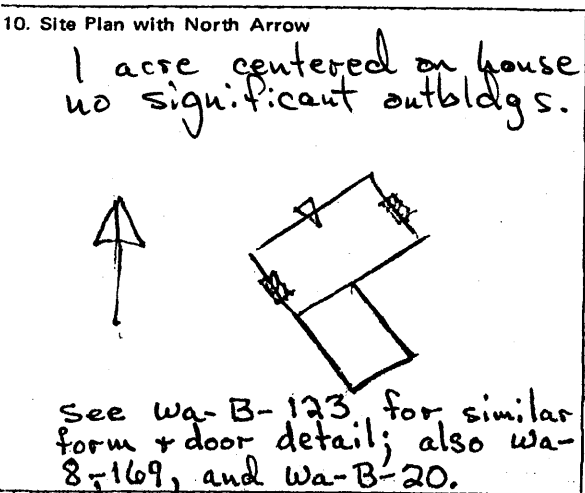 10. Site Plan with North Arrow
1 acre centered on house
no significant outbldgs.
See Wa-B-123 for similar
form + door detail; also Wa-
8-169, and Wa-B-20.